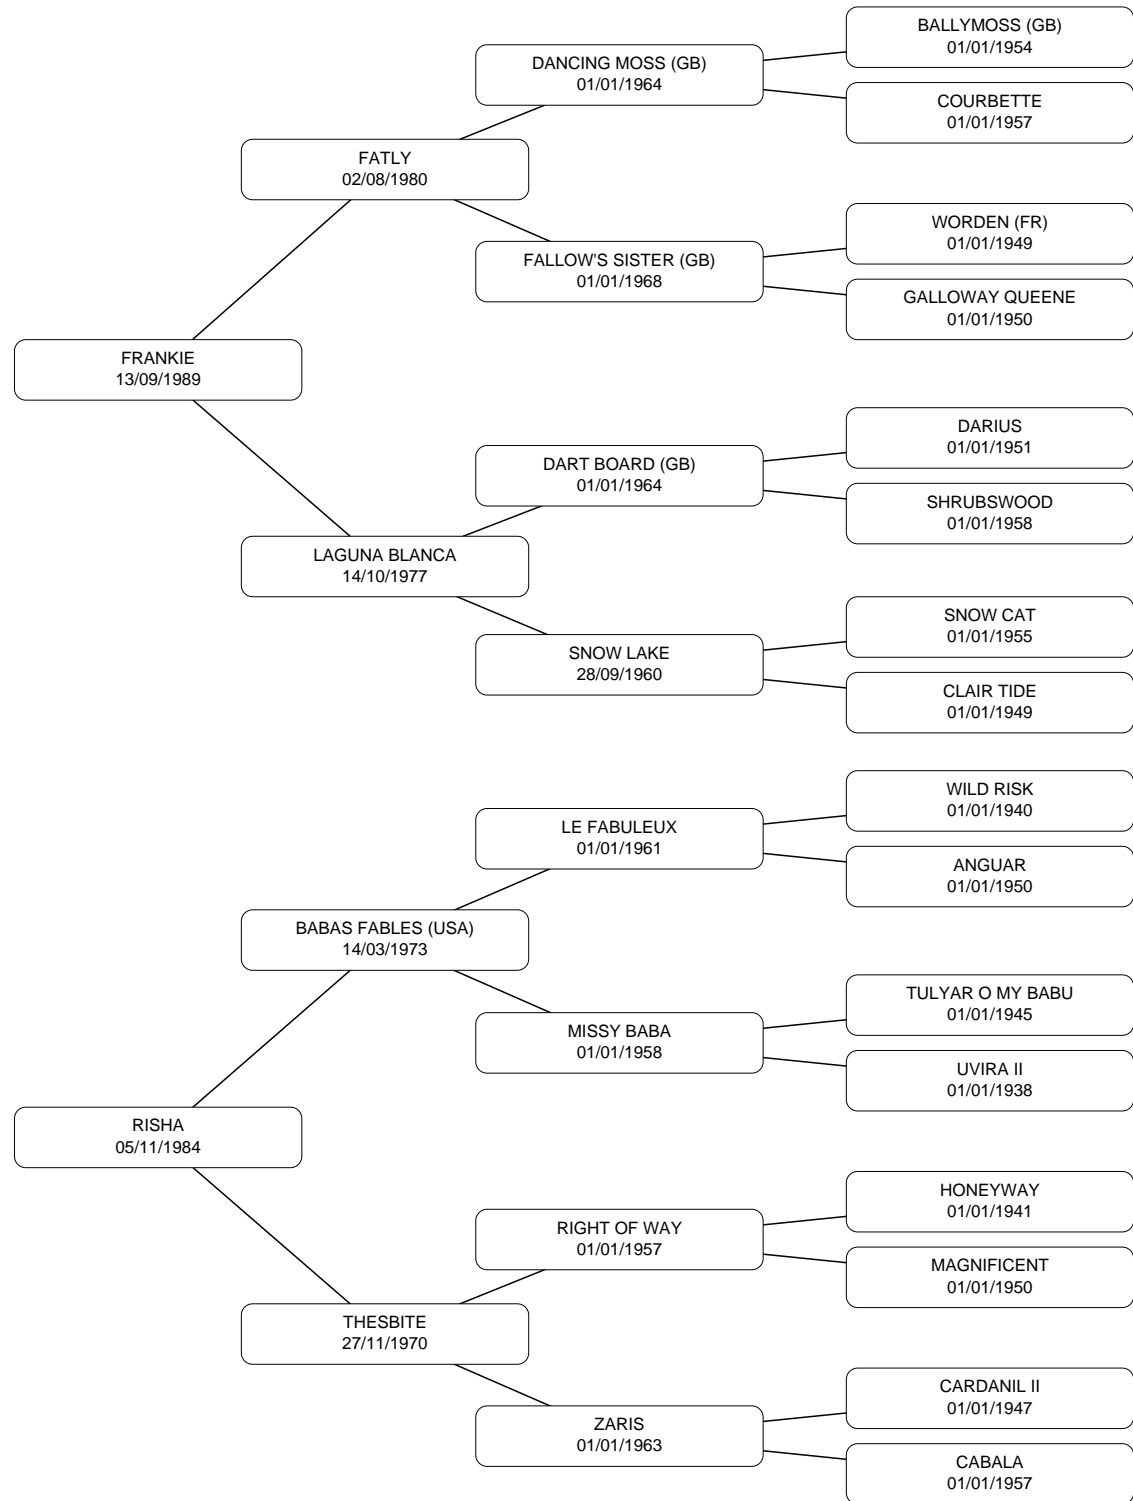 BALLYMOSS (GB)
01/01/1954
DANCING MOSS (GB)
01/01/1964
COURBETTE
01/01/1957
FATLY
02/08/1980
WORDEN (FR)
01/01/1949
FALLOW'S SISTER (GB)
01/01/1968
GALLOWAY QUEENE
01/01/1950
FRANKIE
13/09/1989
DARIUS
01/01/1951
DART BOARD (GB)
01/01/1964
SHRUBSWOOD
01/01/1958
LAGUNA BLANCA
14/10/1977
SNOW CAT
01/01/1955
SNOW LAKE
28/09/1960
CLAIR TIDE
01/01/1949
WILD RISK
01/01/1940
LE FABULEUX
01/01/1961
ANGUAR
01/01/1950
BABAS FABLES (USA)
14/03/1973
TULYAR O MY BABU
01/01/1945
MISSY BABA
01/01/1958
UVIRA II
01/01/1938
RISHA
05/11/1984
HONEYWAY
01/01/1941
RIGHT OF WAY
01/01/1957
MAGNIFICENT
01/01/1950
THESBITE
27/11/1970
CARDANIL II
01/01/1947
ZARIS
01/01/1963
CABALA
01/01/1957